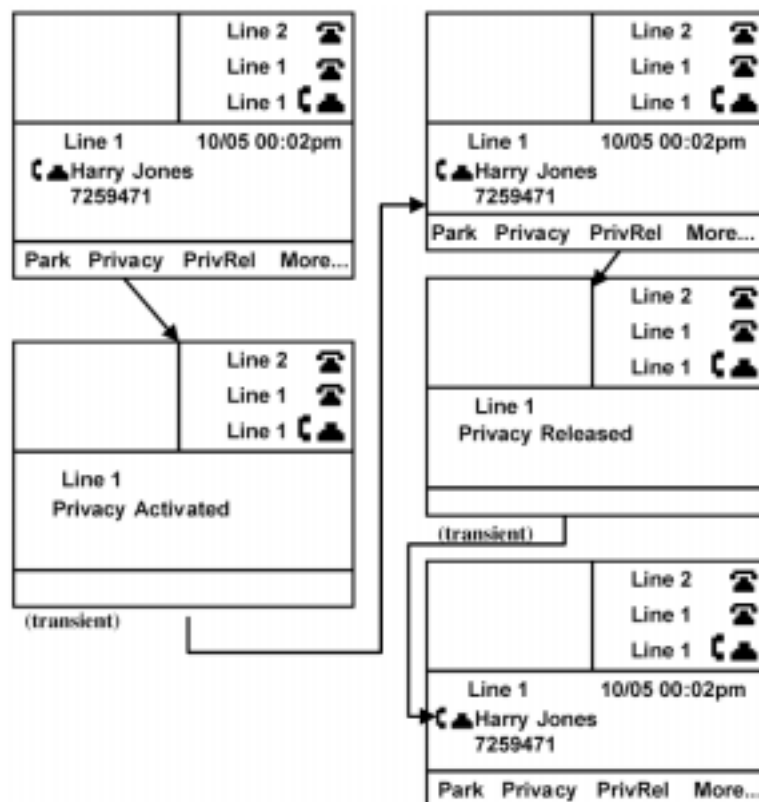 Line 2
Line 1
Line 1
Line 1 10/05 00:02pm
Harry Jones
7259471
Park Privacy PrivRel More...
Line 2
Line 1
Line 1
Line 1
Privacy Activated
(transient)
Line 2
Line 1
Line 1
Line 1 10/05 00:02pm
Harry Jones
7259471
Park Privacy PrivRel More...
Line 2
Line 1
Line 1
Line 1
Privacy Released
(transient)
Line 2
Line 1
Line 1
Line 1 10/05 00:02pm
Harry Jones
7259471
Park Privacy PrivRel More...